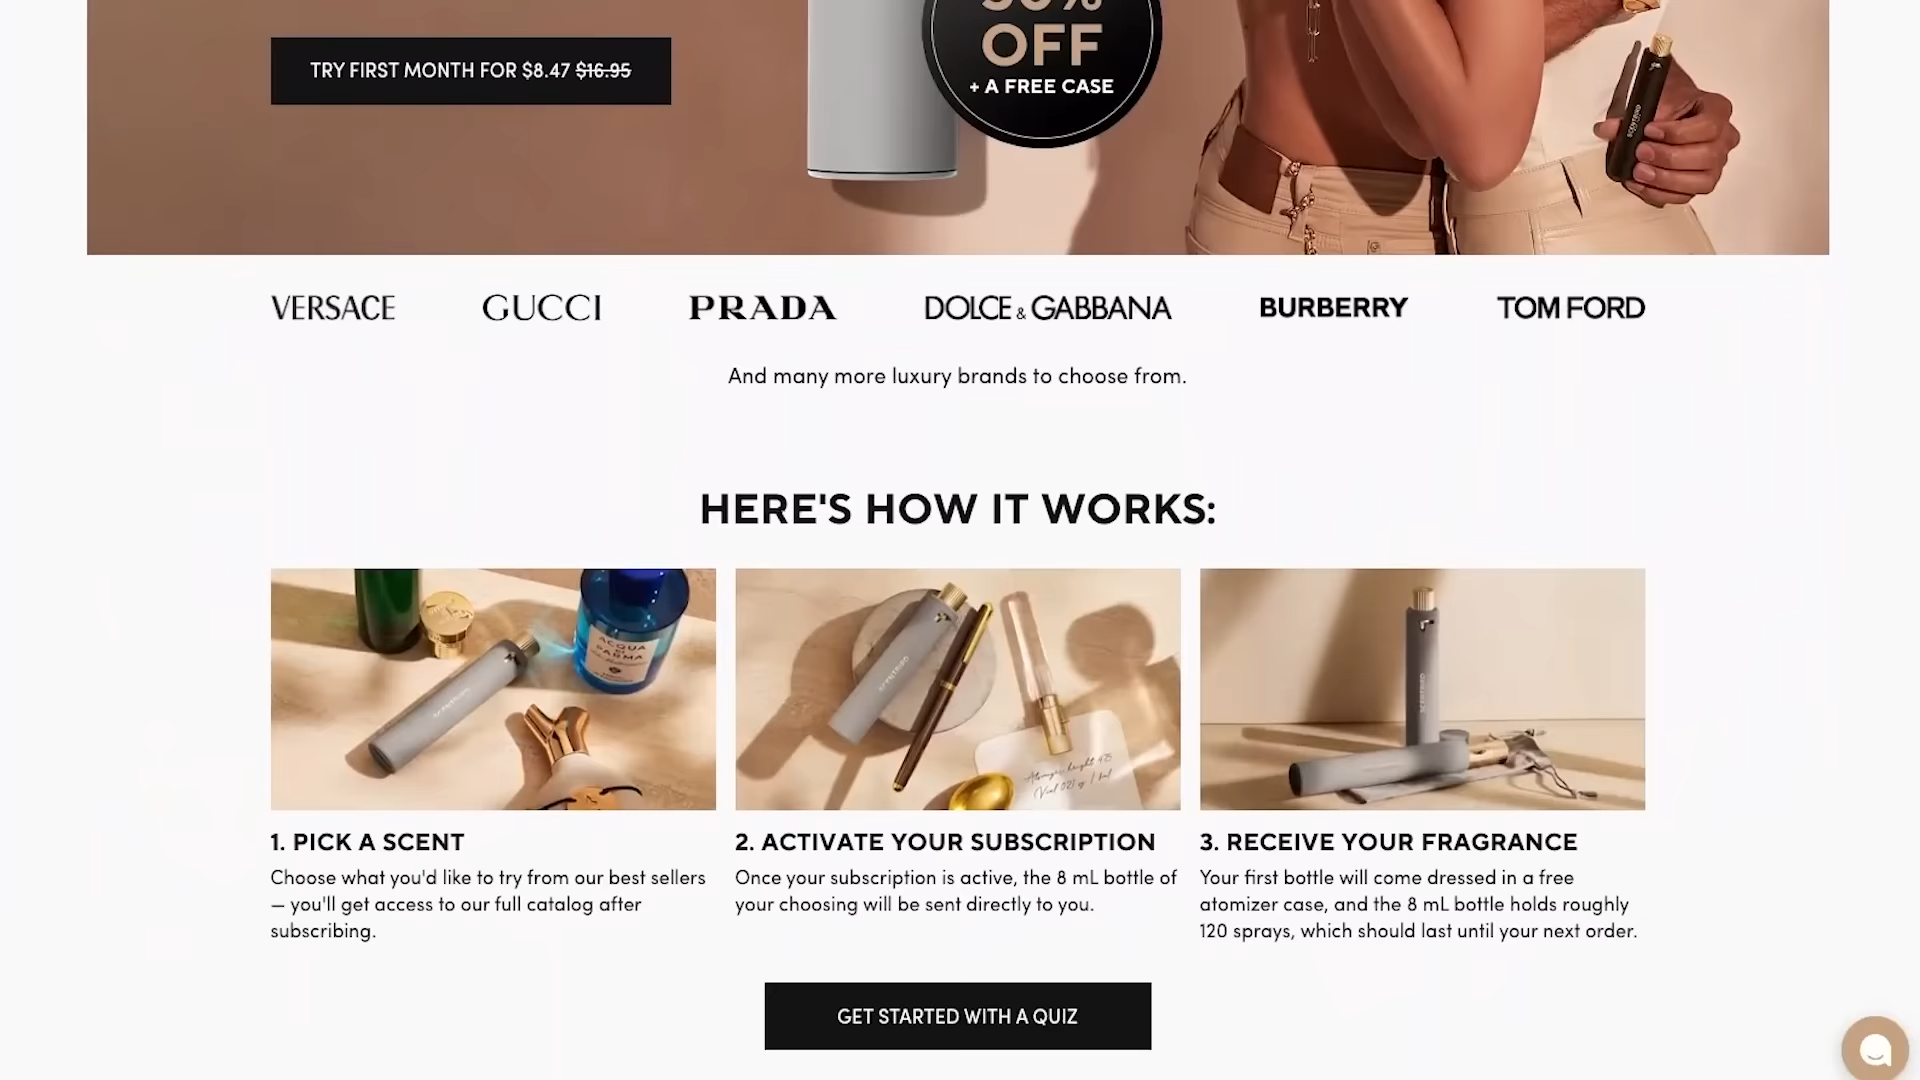 50%
OFF
+ A FREE CASE
TRY FIRST MONTH FOR $8.47 $16.95
VERSACE
GUCCI
PRADA
DOLCE & GABBANA
BURBERRY
TOM FORD
And many more luxury brands to choose from.
HERE'S HOW IT WORKS:
ACQUA
DI
PARMA
SCENTBIRD
1. PICK A SCENT
Choose what you'd like to try from our best sellers
— you'll get access to our full catalog after
subscribing.
2. ACTIVATE YOUR SUBSCRIPTION
Once your subscription is active, the 8 mL bottle of
your choosing will be sent directly to you.
3. RECEIVE YOUR FRAGRANCE
Your first bottle will come dressed in a free
atomizer case, and the 8 mL bottle holds roughly
120 sprays, which should last until your next order.
GET STARTED WITH A QUIZ